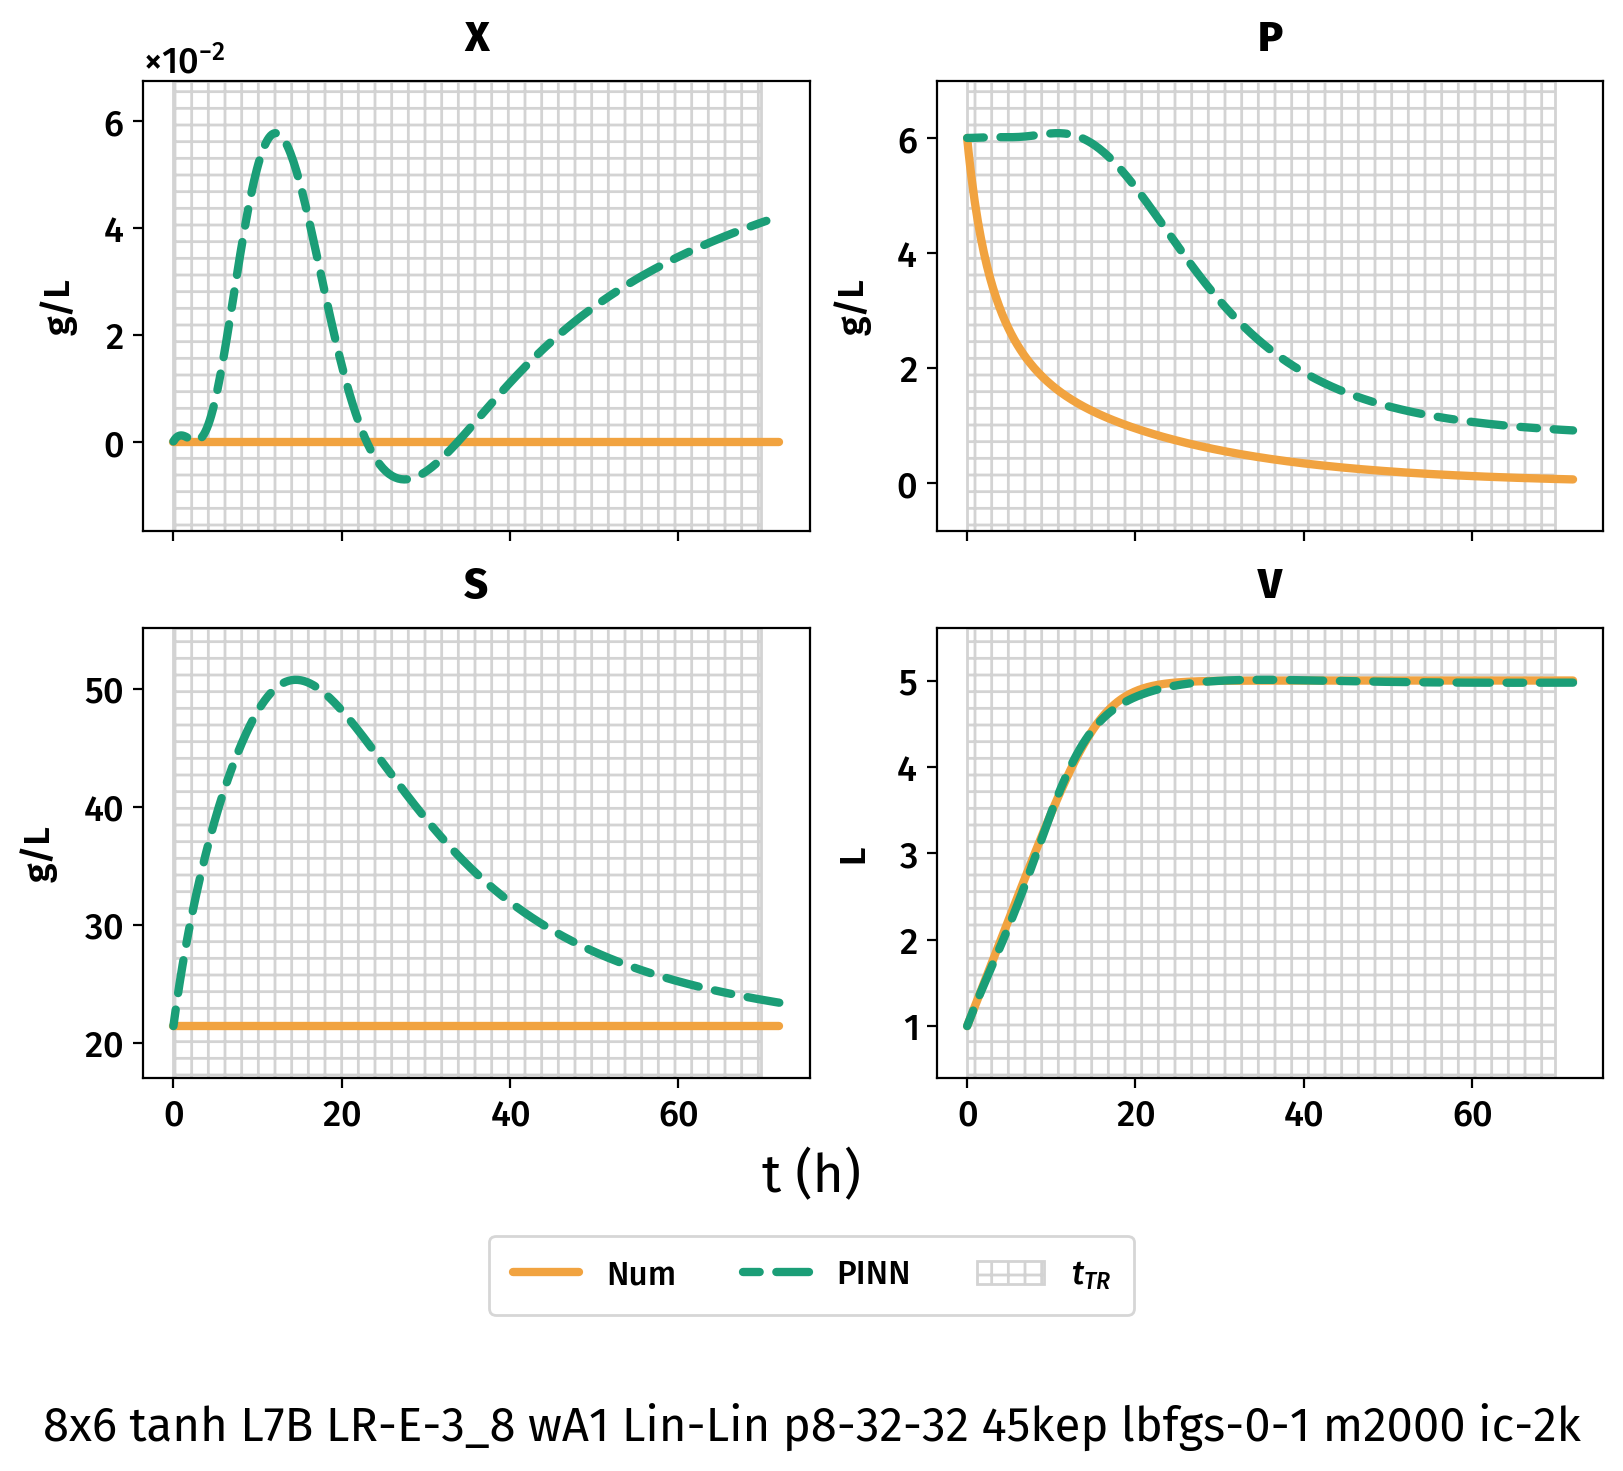 X
P
×10⁻²
6
4
2
0
g/L
6
4
2
0
g/L
S
V
50
40
30
20
g/L
5
4
3
2
1
L
0 20 40 60
0 20 40 60
t (h)
Num PINN t_TR
8x6 tanh L7B LR-E-3_8 wA1 Lin-Lin p8-32-32 45kep lbfgs-0-1 m2000 ic-2k